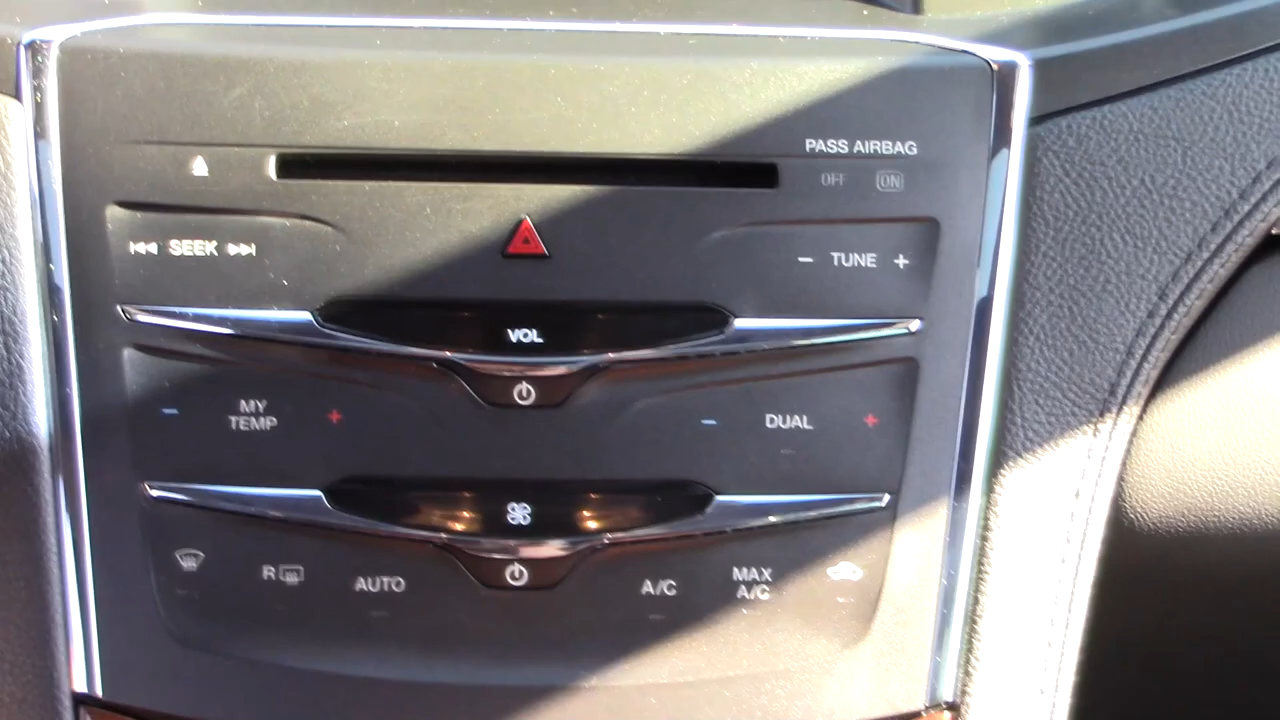 PASS AIRBAG
OFF ON
SEEK
- TUNE +
VOL
- MY TEMP +
- DUAL +
R
AUTO
A/C
MAX
A/C